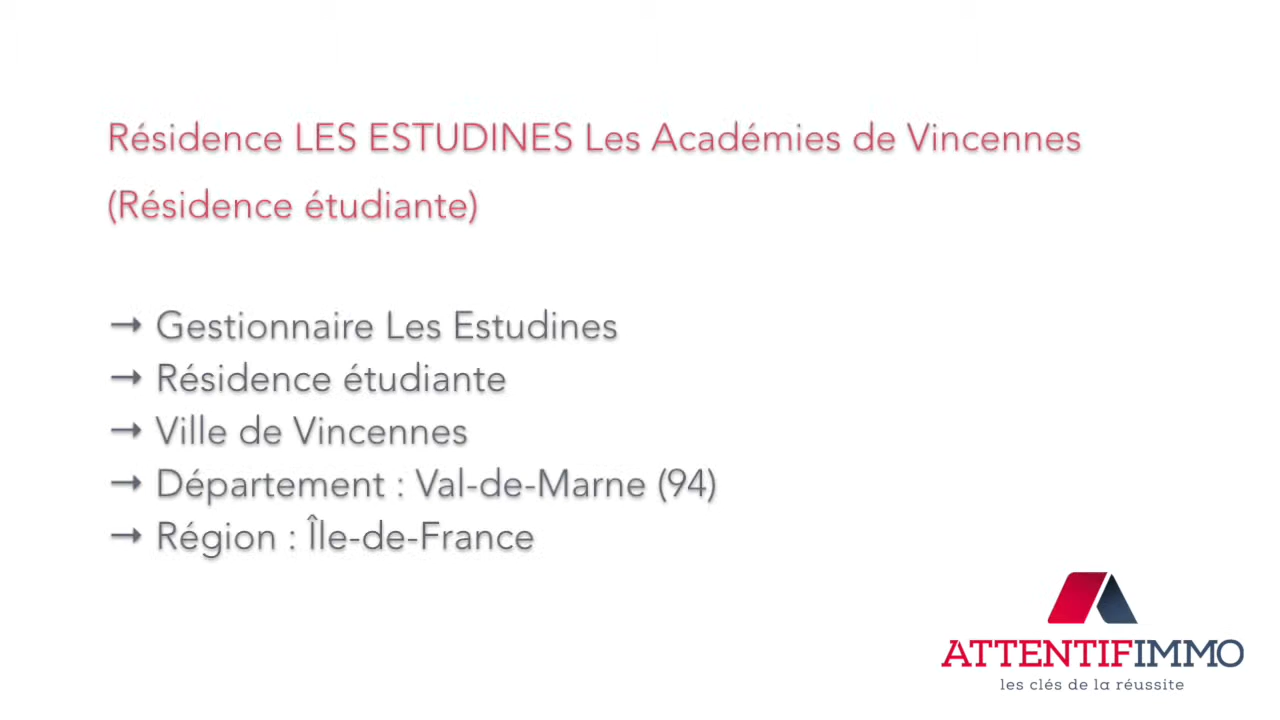 Résidence LES ESTUDINES Les Académies de Vincennes
(Résidence étudiante)
→ Gestionnaire Les Estudines
→ Résidence étudiante
→ Ville de Vincennes
→ Département : Val-de-Marne (94)
→ Région : Île-de-France
ATTENTIFIMMO
les clés de la réussite